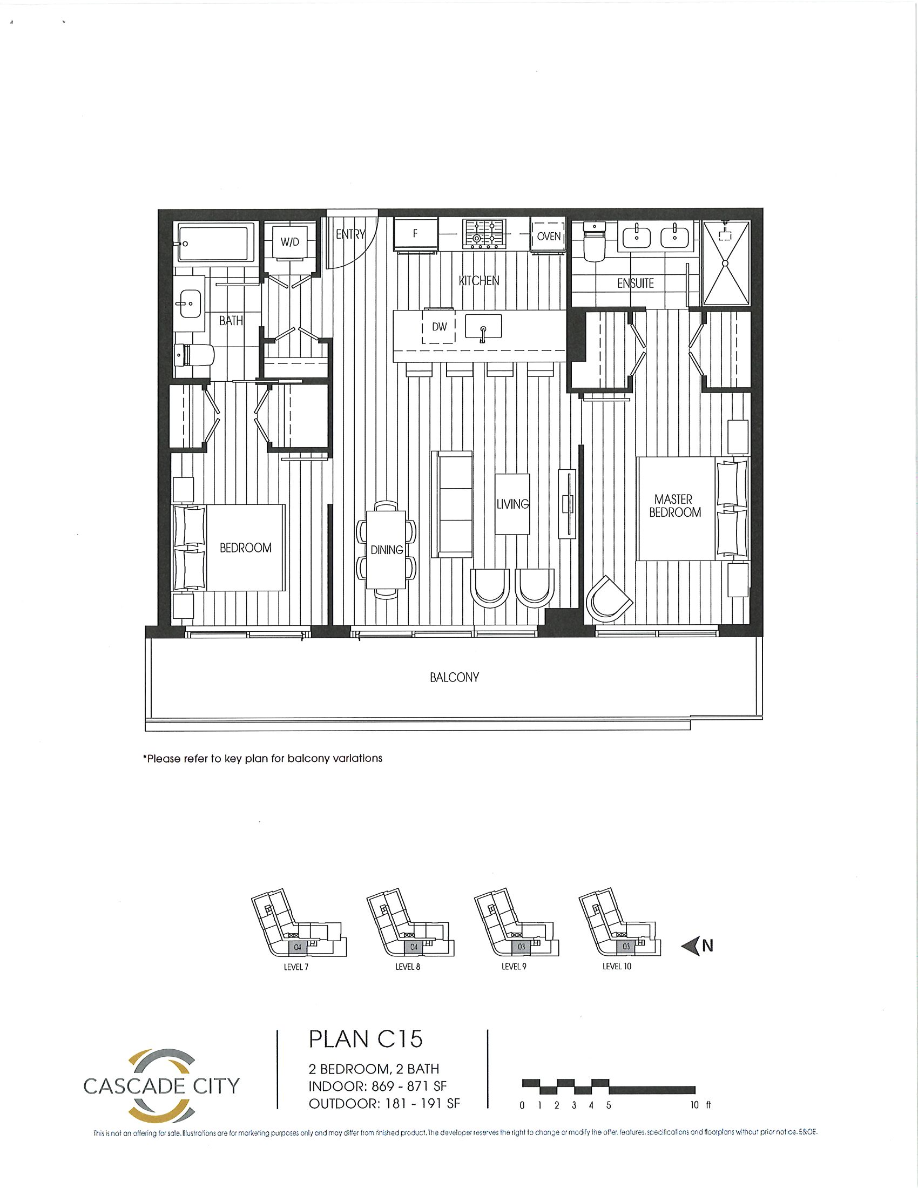 W/D
ENTRY
F
OVEN
KITCHEN
ENSUITE
BATH
DW
LIVING
MASTER
BEDROOM
BEDROOM
DINING
BALCONY
*Please refer to key plan for balcony variations
04
04
03
03
N
LEVEL 7
LEVEL 8
LEVEL 9
LEVEL 10
PLAN C15
2 BEDROOM, 2 BATH
INDOOR: 869 - 871 SF
OUTDOOR: 181 - 191 SF
CASCADE CITY
0 1 2 3 4 5 10 ft
This is not an offering for sale. Illustrations are for marketing purposes only and may differ from finished product. The developer reserves the right to change or modify the offer, features, specifications and floorplans without prior notice. E&OE.